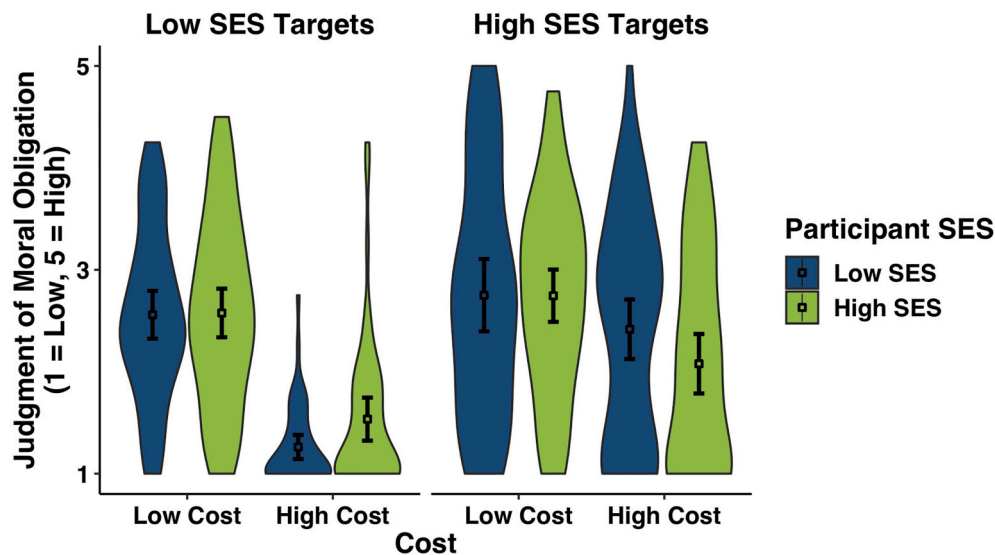 Low SES Targets
High SES Targets
Judgment of Moral Obligation
(1 = Low, 5 = High)
5
3
1
Low Cost
High Cost
Low Cost
High Cost
Cost
Participant SES
Low SES
High SES